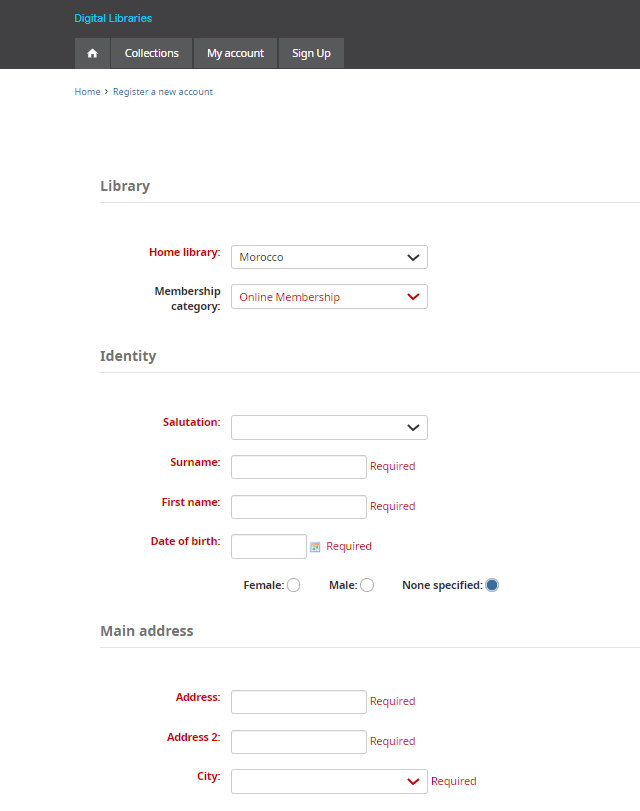 Digital Libraries
Collections My account Sign Up
Home › Register a new account
Library
Home library: Morocco
Membership category: Online Membership
Identity
Salutation:
Surname: Required
First name: Required
Date of birth: Required
Female: Male: None specified:
Main address
Address: Required
Address 2: Required
City: Required